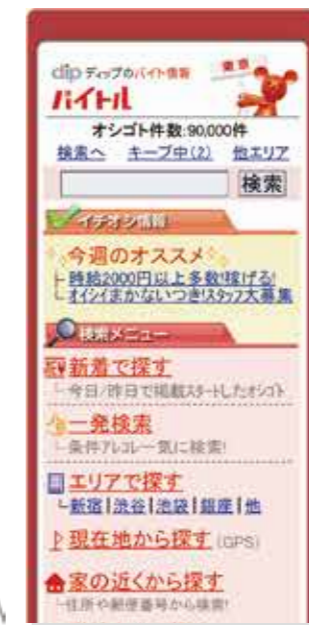 dip ディップのバイト情報
東京
バイトル
オシゴト件数:90,000件
検索へ キープ中(2) 他エリア
検索
イチオシ情報
今週のオススメ
時給2000円以上多数!稼げる!
オイシイまかないつき!スタッフ大募集
検索メニュー
新着で探す
今日/昨日で掲載スタートしたオシゴト
一発検索
条件アレコレ一気に検索!
エリアで探す
新宿|渋谷|池袋|銀座|他
現在地から探す (GPS)
家の近くから探す
住所や郵便番号から検索!